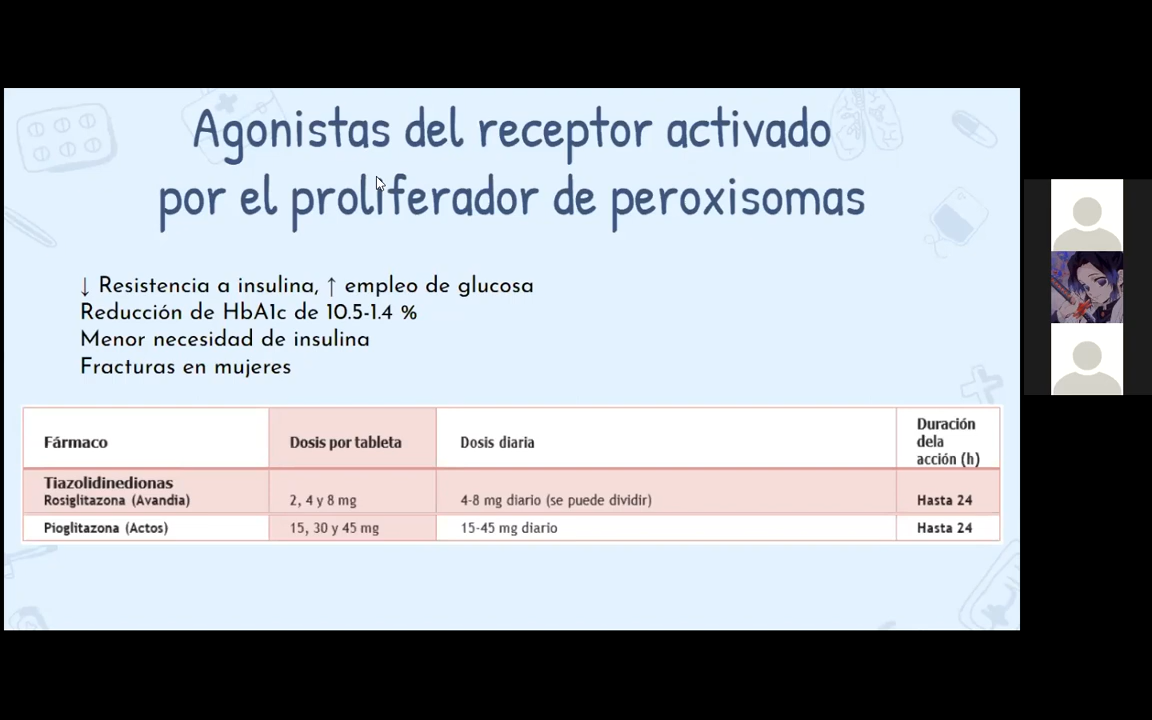 Agonistas del receptor activado
por el proliferador de peroxisomas
↓ Resistencia a insulina, ↑ empleo de glucosa
Reducción de HbA1c de 10.5-1.4 %
Menor necesidad de insulina
Fracturas en mujeres
Fármaco Dosis por tableta Dosis diaria Duración
dela
acción (h)
Tiazolidinedionas
Rosiglitazona (Avandia) 2, 4 y 8 mg 4-8 mg diario (se puede dividir) Hasta 24
Pioglitazona (Actos) 15, 30 y 45 mg 15-45 mg diario Hasta 24